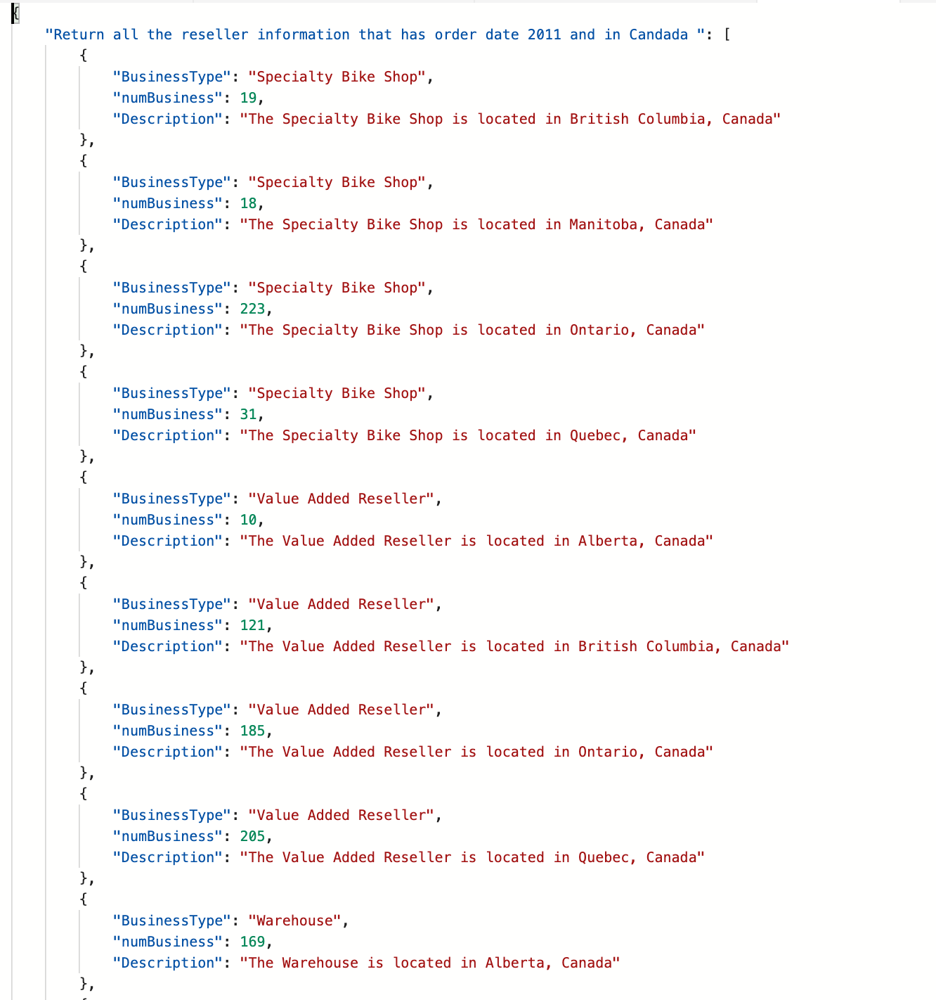 {
"Return all the reseller information that has order date 2011 and in Candada ": [
{
"BusinessType": "Specialty Bike Shop",
"numBusiness": 19,
"Description": "The Specialty Bike Shop is located in British Columbia, Canada"
},
{
"BusinessType": "Specialty Bike Shop",
"numBusiness": 18,
"Description": "The Specialty Bike Shop is located in Manitoba, Canada"
},
{
"BusinessType": "Specialty Bike Shop",
"numBusiness": 223,
"Description": "The Specialty Bike Shop is located in Ontario, Canada"
},
{
"BusinessType": "Specialty Bike Shop",
"numBusiness": 31,
"Description": "The Specialty Bike Shop is located in Quebec, Canada"
},
{
"BusinessType": "Value Added Reseller",
"numBusiness": 10,
"Description": "The Value Added Reseller is located in Alberta, Canada"
},
{
"BusinessType": "Value Added Reseller",
"numBusiness": 121,
"Description": "The Value Added Reseller is located in British Columbia, Canada"
},
{
"BusinessType": "Value Added Reseller",
"numBusiness": 185,
"Description": "The Value Added Reseller is located in Ontario, Canada"
},
{
"BusinessType": "Value Added Reseller",
"numBusiness": 205,
"Description": "The Value Added Reseller is located in Quebec, Canada"
},
{
"BusinessType": "Warehouse",
"numBusiness": 169,
"Description": "The Warehouse is located in Alberta, Canada"
},